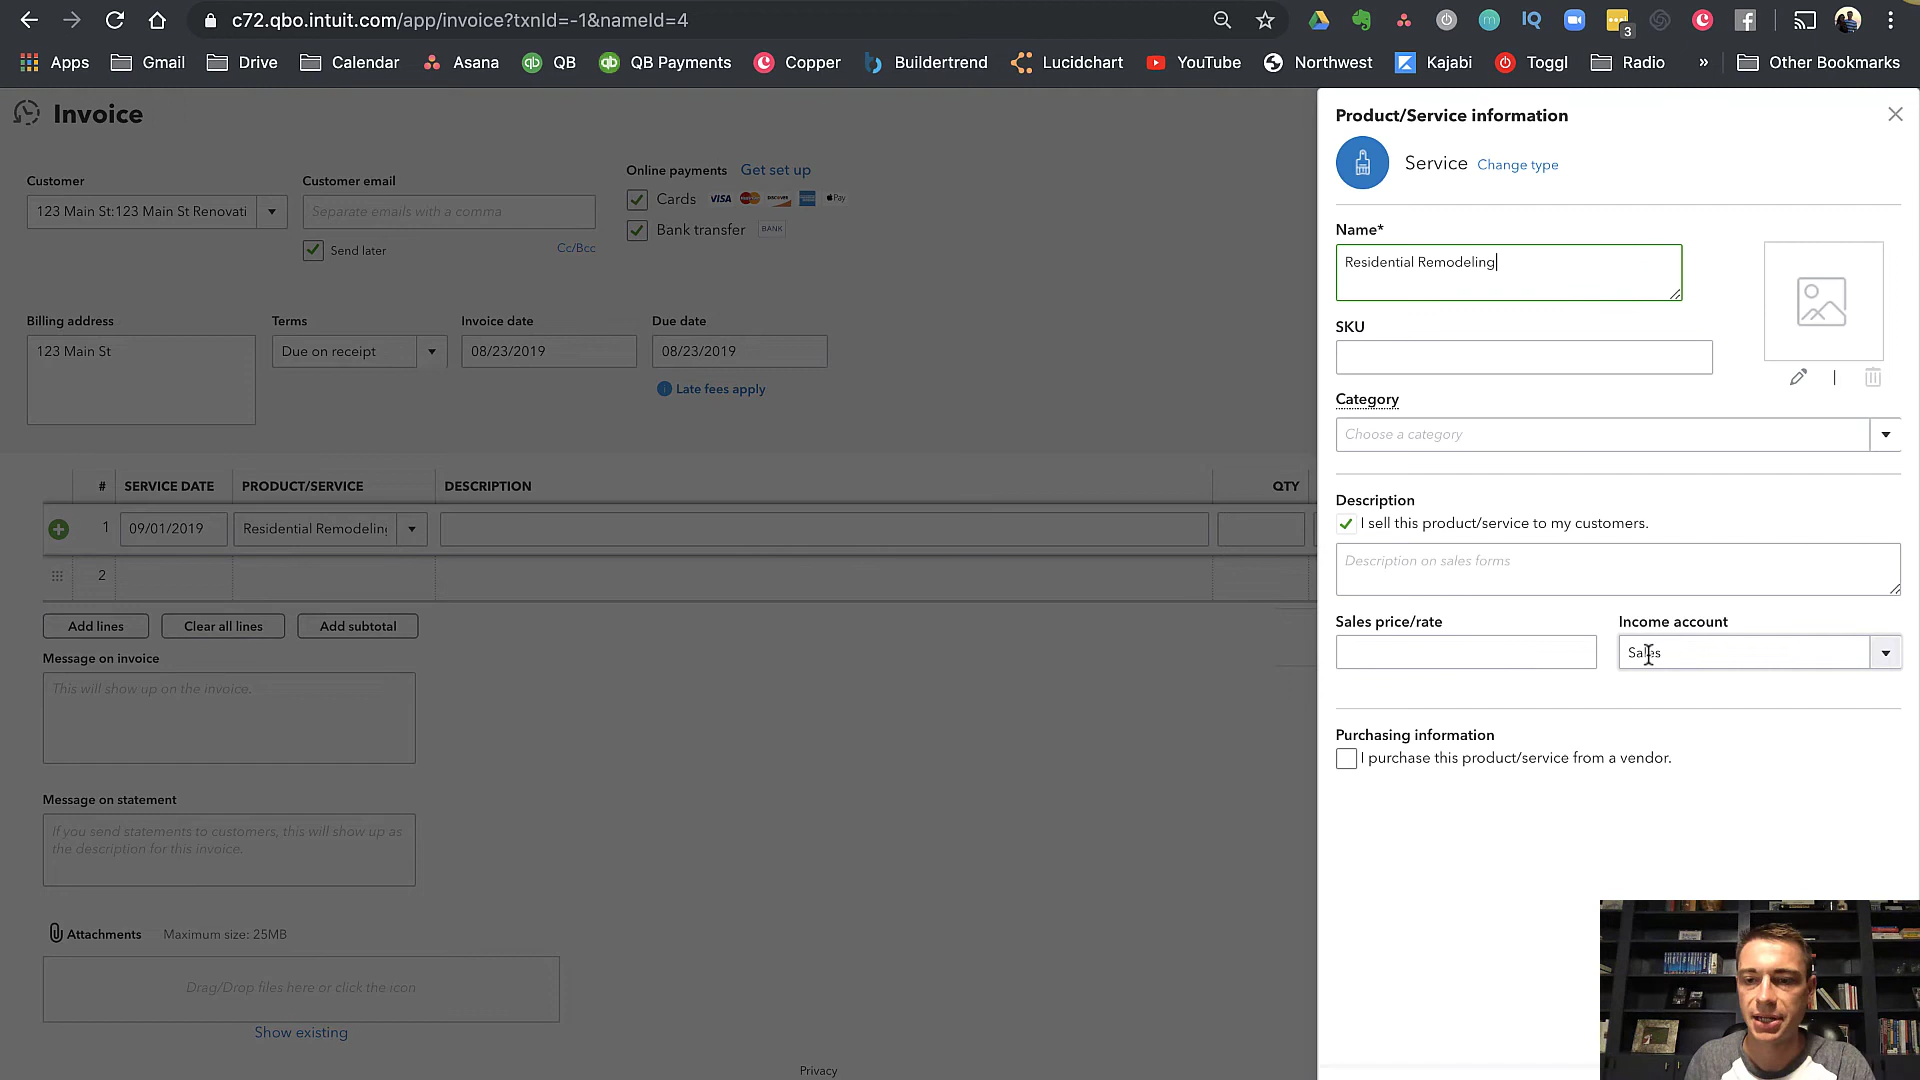 c72.qbo.intuit.com/app/invoice?txnId=-1&nameId=4
3
IQ
Apps
Gmail
Drive
Calendar
Asana
qb QB
qb QB Payments
Copper
Buildertrend
Lucidchart
YouTube
Northwest
Kajabi
Toggl
Radio
»
Other Bookmarks
Invoice
Customer
123 Main St:123 Main St Renovati
Customer email
Separate emails with a comma
Send later
Cc/Bcc
Online payments Get set up
Cards VISA DISCOVER Pay
Bank transfer BANK
Billing address
123 Main St
Terms
Due on receipt
Invoice date
08/23/2019
Due date
08/23/2019
Late fees apply
# SERVICE DATE PRODUCT/SERVICE DESCRIPTION QTY
1 09/01/2019 Residential Remodeling
2
Add lines
Clear all lines
Add subtotal
Message on invoice
This will show up on the invoice.
Message on statement
If you send statements to customers, this will show up as
the description for this invoice.
Attachments Maximum size: 25MB
Drag/Drop files here or click the icon
Show existing
Privacy
Product/Service information
Service Change type
Name*
Residential Remodeling
SKU
Category
Choose a category
Description
I sell this product/service to my customers.
Description on sales forms
Sales price/rate
Income account
Sales
Purchasing information
I purchase this product/service from a vendor.